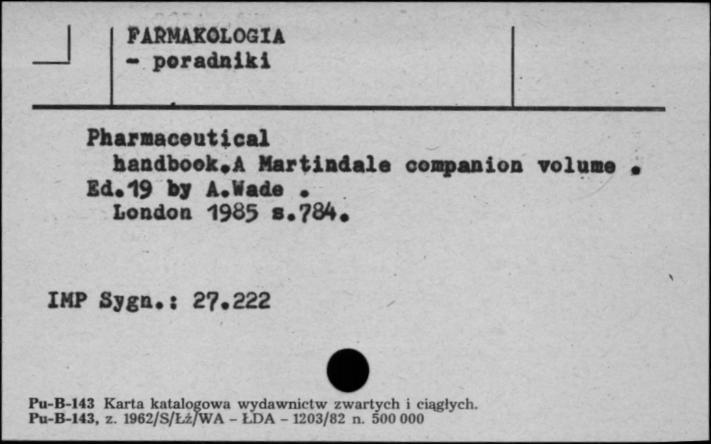 FARMAKOLOGIA
- poradniki
Pharmaceutical
handbook.A Martindale companion volume .
Ed.19 by A.Wade .
London 1985 s.784.
IMP Sygn.: 27.222
Pu-B-143 Karta katalogowa wydawnictw zwartych i ciągłych.
Pu-B-143, z. 1962/S/Łż/WA - ŁDA - 1203/82 n. 500 000